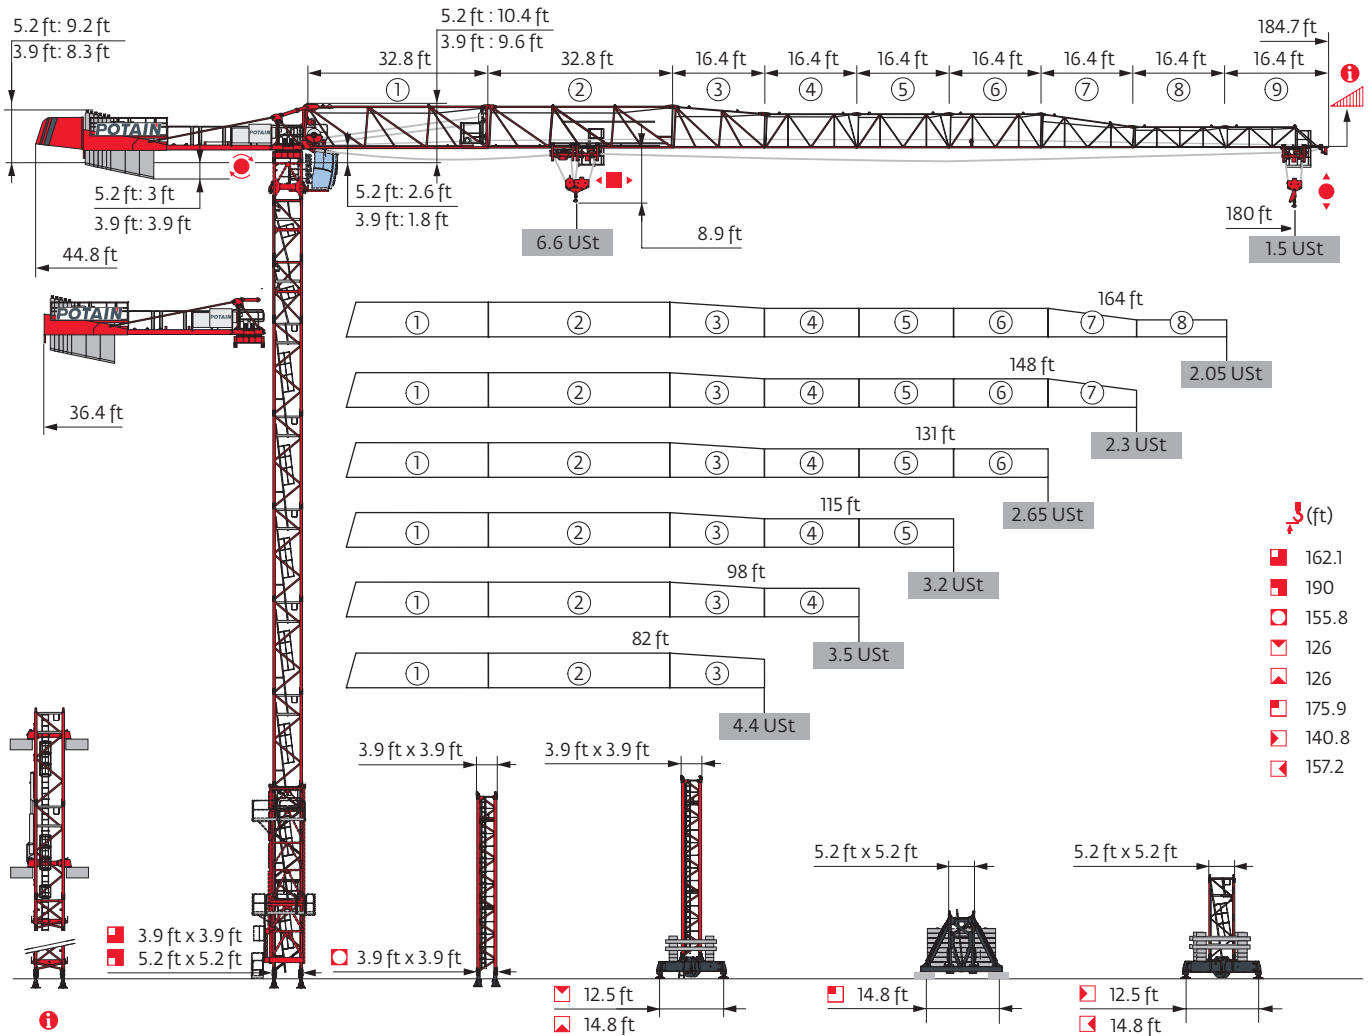 5.2 ft: 9.2 ft
3.9 ft: 8.3 ft
5.2 ft : 10.4 ft
3.9 ft : 9.6 ft
184.7 ft
32.8 ft
32.8 ft
16.4 ft
16.4 ft
16.4 ft
16.4 ft
16.4 ft
16.4 ft
16.4 ft
1
2
3
4
5
6
7
8
9
i
POTAIN
POTAIN
5.2 ft: 3 ft
3.9 ft: 3.9 ft
5.2 ft: 2.6 ft
3.9 ft: 1.8 ft
8.9 ft
6.6 USt
180 ft
1.5 USt
44.8 ft
POTAIN
POTAIN
36.4 ft
164 ft
1 2 3 4 5 6 7 8
2.05 USt
148 ft
1 2 3 4 5 6 7
2.3 USt
131 ft
1 2 3 4 5 6
2.65 USt
115 ft
1 2 3 4 5
3.2 USt
98 ft
1 2 3 4
3.5 USt
82 ft
1 2 3
4.4 USt
(ft)
162.1
190
155.8
126
126
175.9
140.8
157.2
3.9 ft x 3.9 ft
3.9 ft x 3.9 ft
5.2 ft x 5.2 ft
5.2 ft x 5.2 ft
3.9 ft x 3.9 ft
5.2 ft x 5.2 ft
3.9 ft x 3.9 ft
12.5 ft
14.8 ft
14.8 ft
12.5 ft
14.8 ft
i